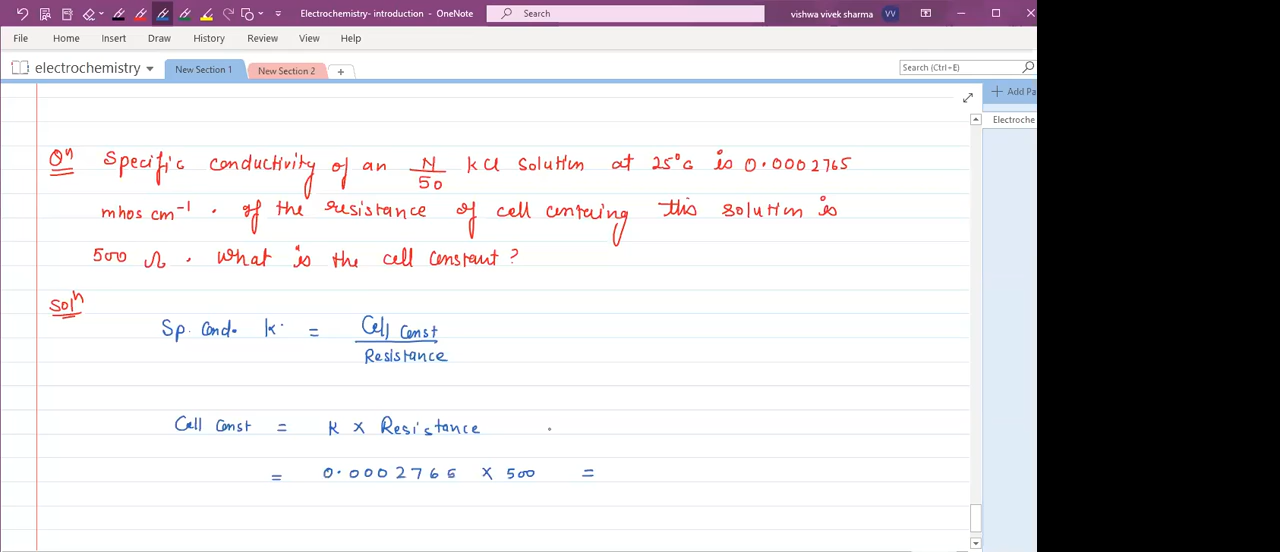 Electrochemistry- introduction - OneNote
Search
vishwa vivek sharma
VV
File Home Insert Draw History Review View Help
electrochemistry
New Section 1
New Section 2
Search (Ctrl+E)
Add Pa
Electroche
Qn Specific conductivity of an N/50 KCl solution at 25°C is 0.0002765
mhos cm⁻¹. If the resistance of cell contaring this solution is
500 Ω. What is the cell constant?
Soln
Sp. Cond. K = Cell Const
Resistance
Cell Const = K × Resistance
= 0.0002765 × 500 =